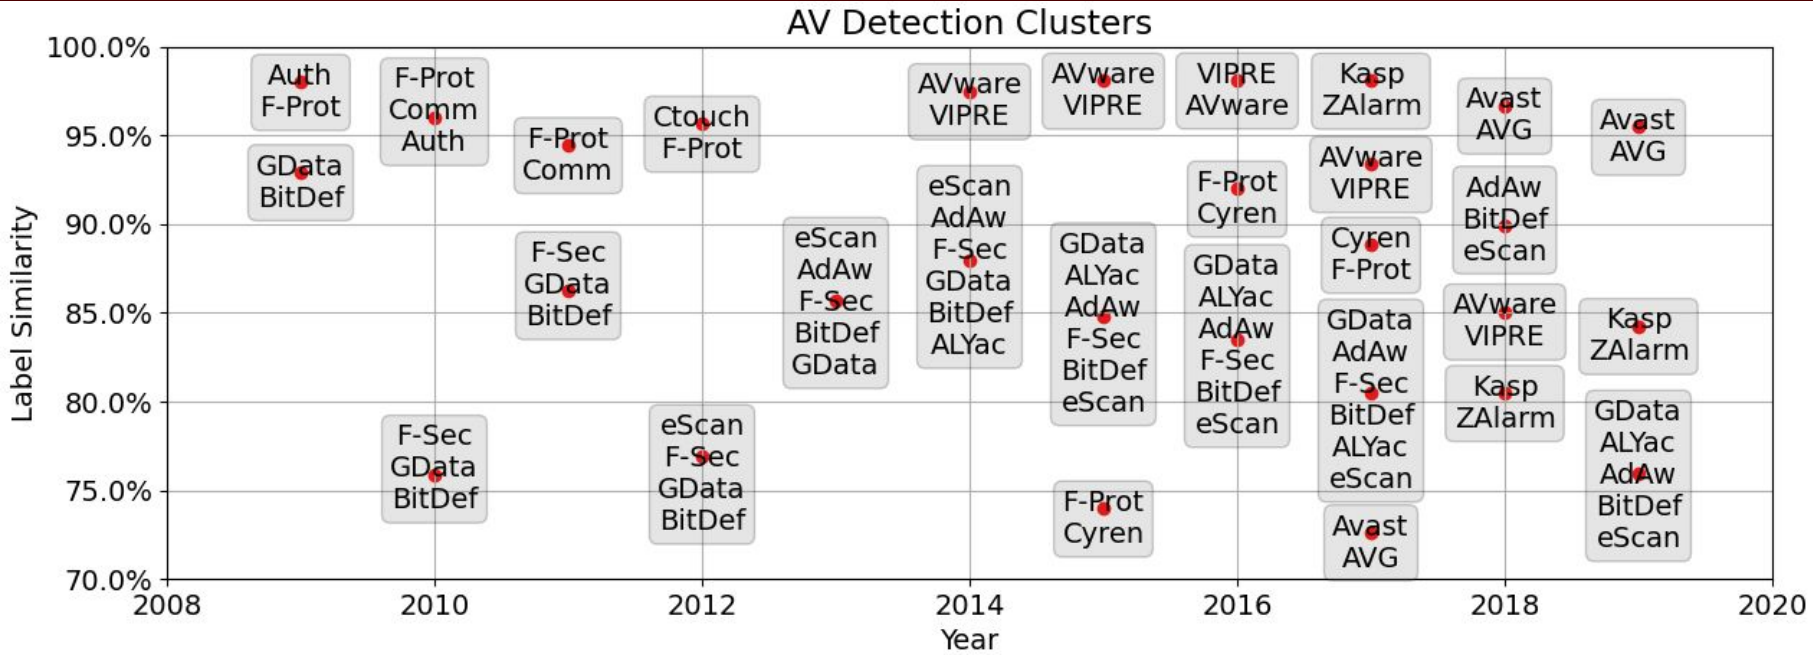 AV Detection Clusters
Label Similarity
100.0%
95.0%
90.0%
85.0%
80.0%
75.0%
70.0%
Auth
F-Prot
GData
BitDef
F-Prot
Comm
Auth
F-Sec
GData
BitDef
F-Prot
Comm
F-Sec
GData
BitDef
Ctouch
F-Prot
eScan
F-Sec
GData
BitDef
eScan
AdAw
F-Sec
BitDef
GData
AVware
VIPRE
eScan
AdAw
F-Sec
GData
BitDef
ALYac
AVware
VIPRE
GData
ALYac
AdAw
F-Sec
BitDef
eScan
F-Prot
Cyren
VIPRE
AVware
F-Prot
Cyren
GData
ALYac
AdAw
F-Sec
BitDef
eScan
Kasp
ZAlarm
AVware
VIPRE
Cyren
F-Prot
GData
AdAw
F-Sec
BitDef
ALYac
eScan
Avast
AVG
Avast
AVG
AdAw
BitDef
eScan
AVware
VIPRE
Kasp
ZAlarm
Avast
AVG
Kasp
ZAlarm
GData
ALYac
AdAw
BitDef
eScan
2008 2010 2012 2014 2016 2018 2020
Year